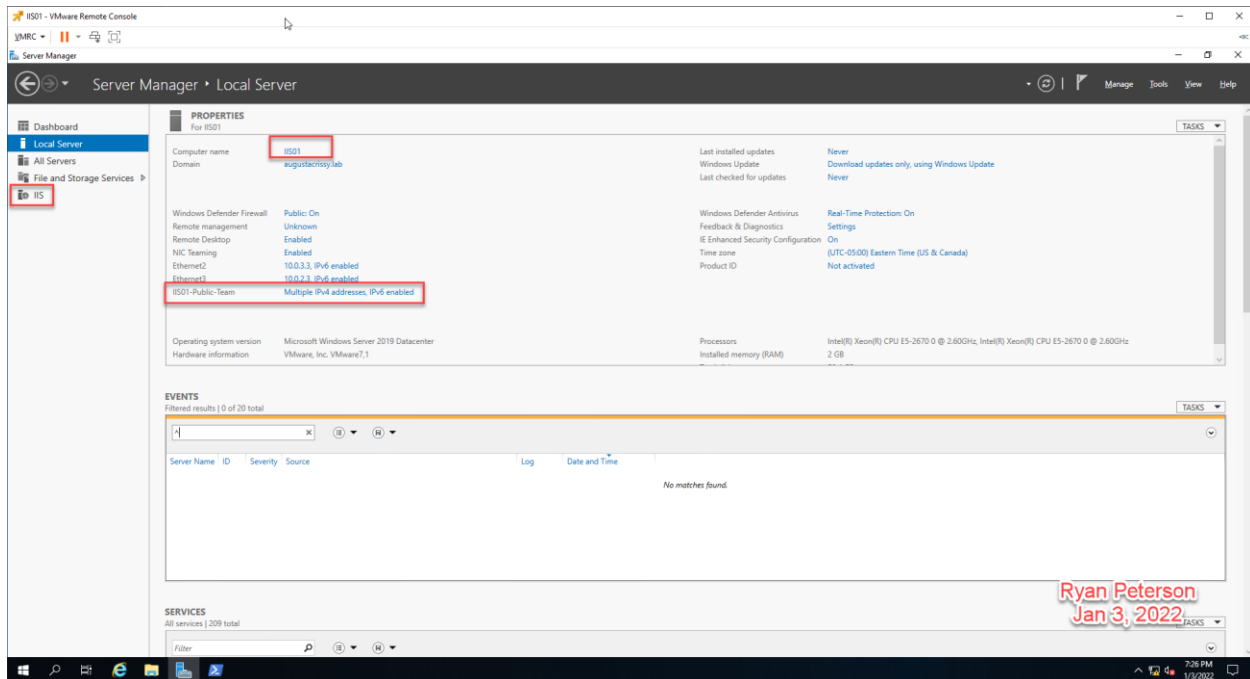 IIS01 - VMware Remote Console
VMRC
Server Manager
Server Manager • Local Server
Manage Tools View Help
Dashboard
Local Server
All Servers
File and Storage Services
IIS
PROPERTIES
For IIS01
TASKS
Computer name IIS01
Domain augustacrissy.lab
Last installed updates Never
Windows Update Download updates only, using Windows Update
Last checked for updates Never
Windows Defender Firewall Public: On
Remote management Unknown
Remote Desktop Enabled
NIC Teaming Enabled
Ethernet2 10.0.3.3, IPv6 enabled
Ethernet3 10.0.2.3, IPv6 enabled
IIS01-Public-Team Multiple IPv4 addresses, IPv6 enabled
Windows Defender Antivirus Real-Time Protection: On
Feedback & Diagnostics Settings
IE Enhanced Security Configuration On
Time zone (UTC-05:00) Eastern Time (US & Canada)
Product ID Not activated
Operating system version Microsoft Windows Server 2019 Datacenter
Hardware information VMware, Inc. VMware7,1
Processors Intel(R) Xeon(R) CPU E5-2670 0 @ 2.60GHz, Intel(R) Xeon(R) CPU E5-2670 0 @ 2.60GHz
Installed memory (RAM) 2 GB
EVENTS
Filtered results | 0 of 20 total
TASKS
^
Server Name ID Severity Source Log Date and Time
No matches found.
Ryan Peterson
Jan 3, 2022
SERVICES
All services | 209 total
TASKS
Filter
7:26 PM
1/3/2022